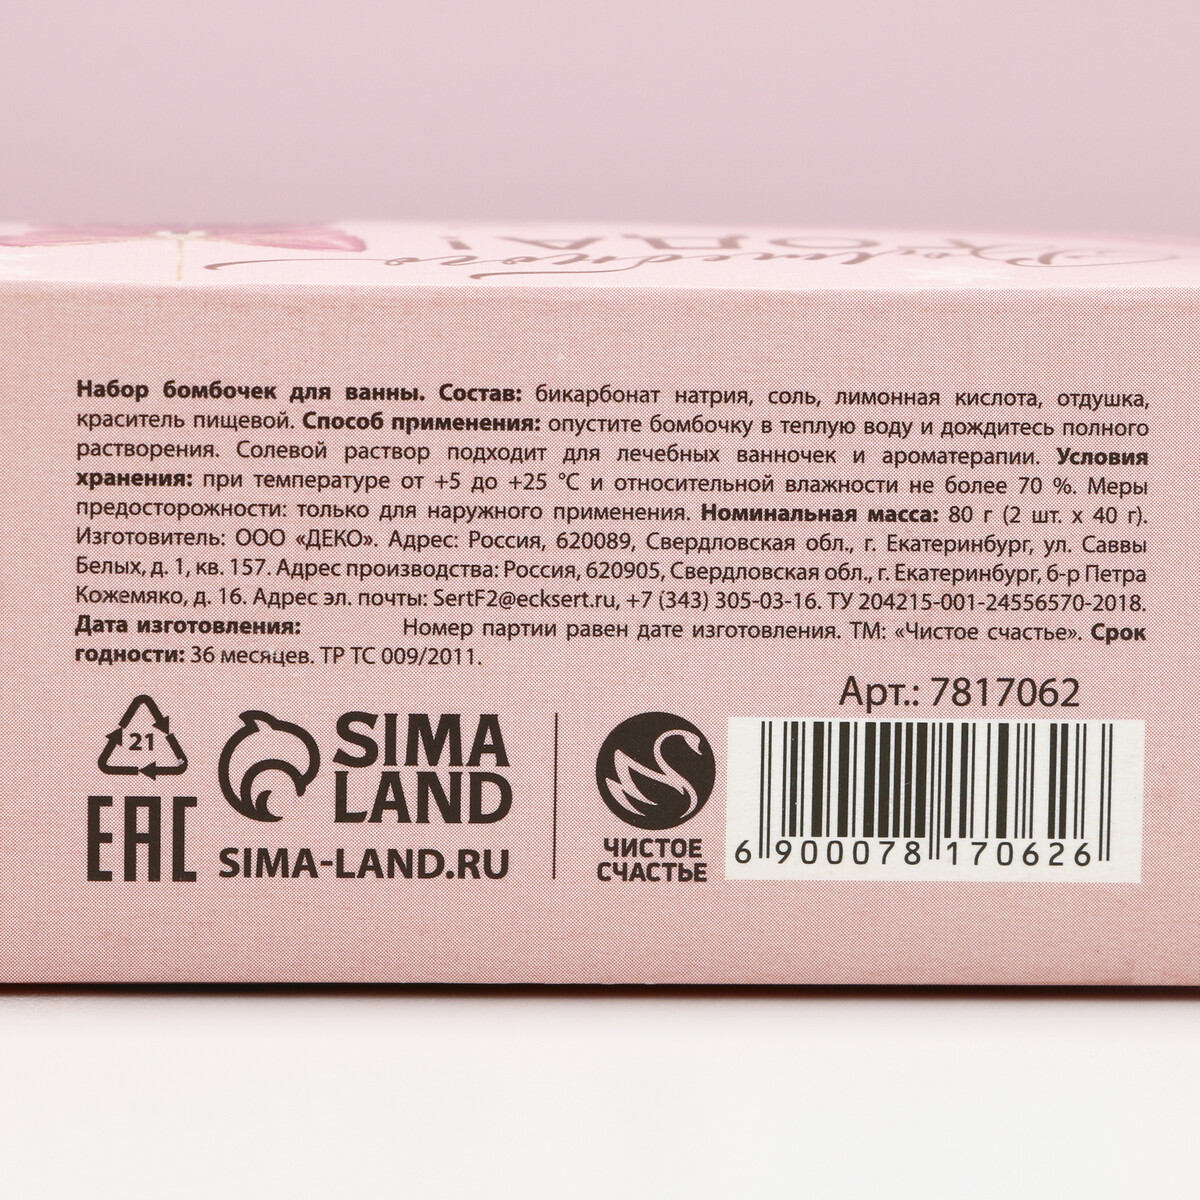 Волшебного
ХОДА!
Набор бомбочек для ванны. Состав: бикарбонат натрия, соль, лимонная кислота, отдушка,
краситель пищевой. Способ применения: опустите бомбочку в теплую воду и дождитесь полного
растворения. Солевой раствор подходит для лечебных ванночек и ароматерапии. Условия
хранения: при температуре от +5 до +25 °С и относительной влажности не более 70 %. Меры
предосторожности: только для наружного применения. Номинальная масса: 80 г (2 шт. х 40 г).
Изготовитель: ООО «ДЕКО». Адрес: Россия, 620089, Свердловская обл., г. Екатеринбург, ул. Саввы
Белых, д. 1, кв. 157. Адрес производства: Россия, 620905, Свердловская обл., г. Екатеринбург, б-р Петра
Кожемяко, д. 16. Адрес эл. почты: SertF2@ecksert.ru, +7 (343) 305-03-16. ТУ 204215-001-24556570-2018.
Дата изготовления: Номер партии равен дате изготовления. ТМ: «Чистое счастье». Срок
годности: 36 месяцев. ТР ТС 009/2011.
Арт.: 7817062
21
EAC
SIMA
LAND
SIMA-LAND.RU
ЧИСТОЕ
СЧАСТЬЕ
6 900078 170626